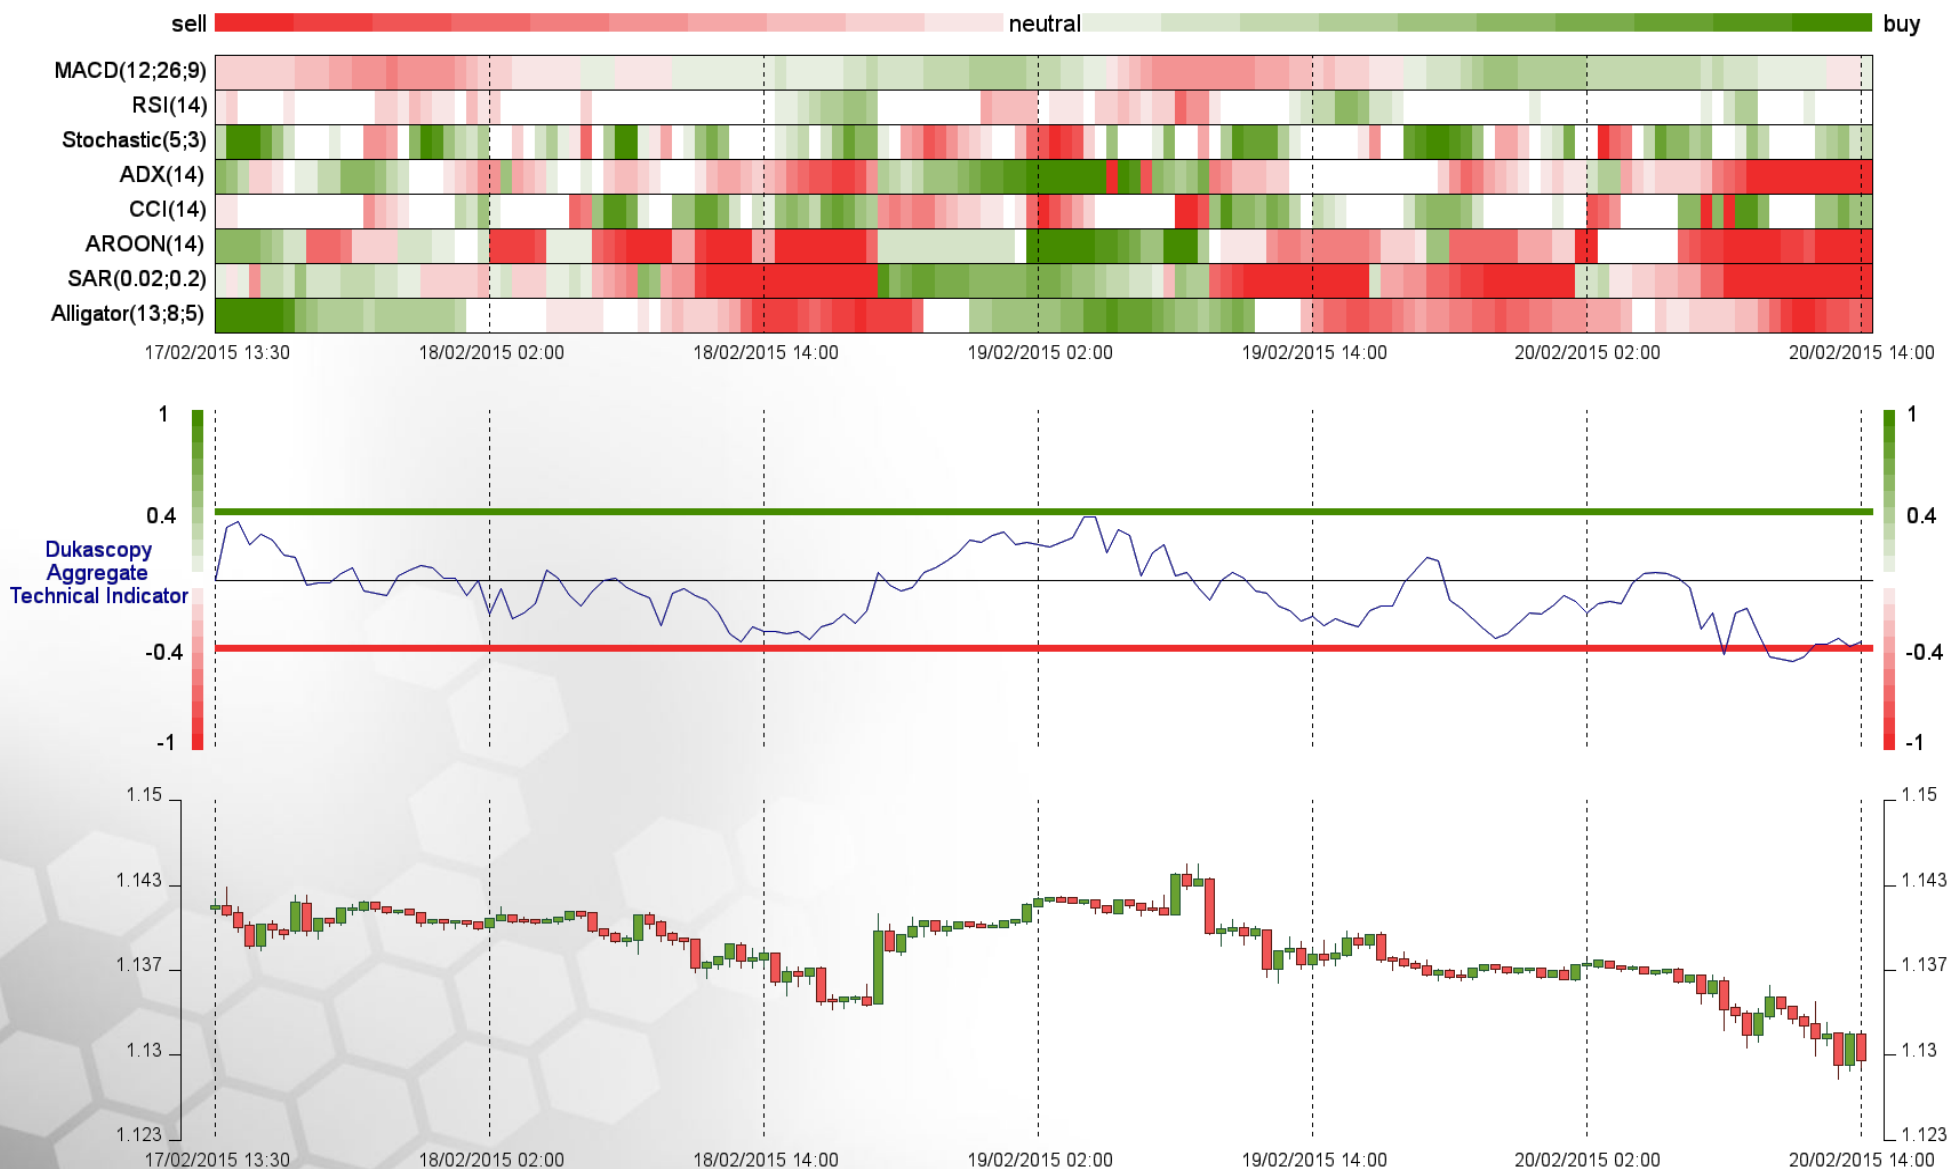 sell neutral buy
MACD(12;26;9)
RSI(14)
Stochastic(5;3)
ADX(14)
CCI(14)
AROON(14)
SAR(0.02;0.2)
Alligator(13;8;5)
17/02/2015 13:30 18/02/2015 02:00 18/02/2015 14:00 19/02/2015 02:00 19/02/2015 14:00 20/02/2015 02:00 20/02/2015 14:00
1 1
0.4 0.4
Dukascopy
Aggregate
Technical Indicator
-0.4 -0.4
-1 -1
1.15 1.15
1.143 1.143
1.137 1.137
1.13 1.13
1.123 1.123
17/02/2015 13:30 18/02/2015 02:00 18/02/2015 14:00 19/02/2015 02:00 19/02/2015 14:00 20/02/2015 02:00 20/02/2015 14:00